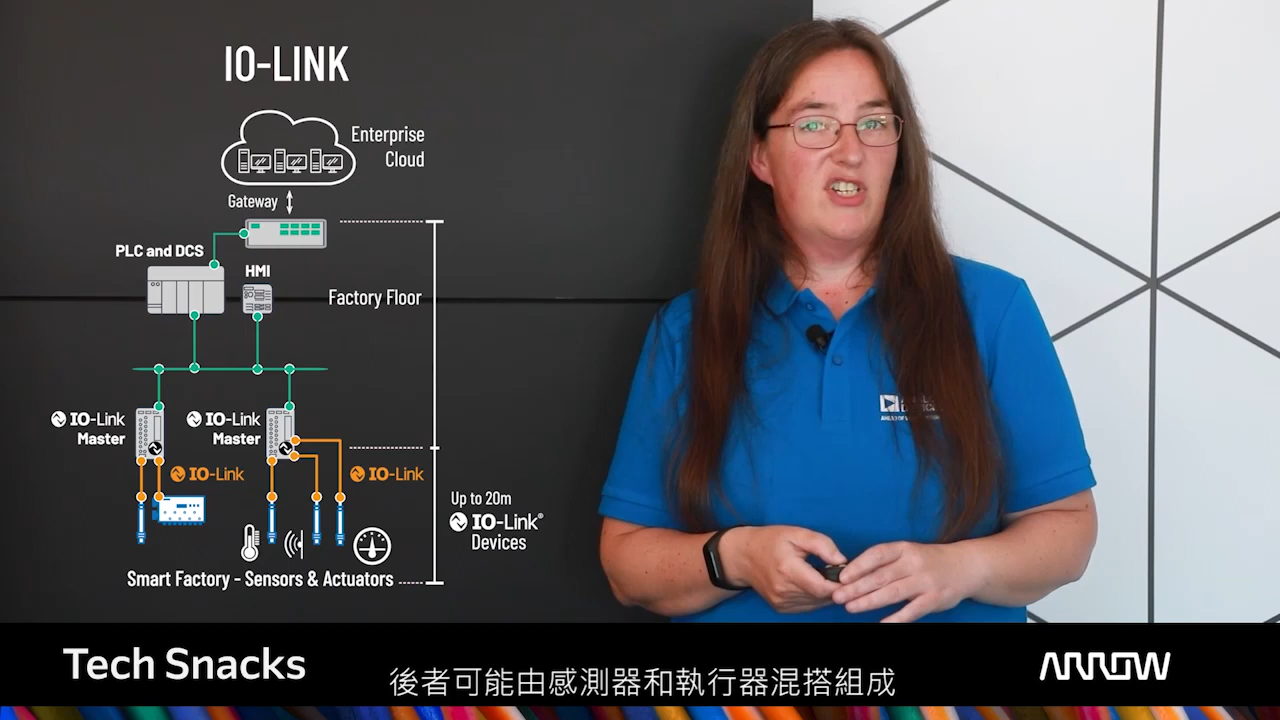 IO-LINK
Enterprise
Cloud
Gateway
PLC and DCS
HMI
Factory Floor
IO-Link
Master
IO-Link
Master
IO-Link
IO-Link
Up to 20m
IO-Link®
Devices
Smart Factory - Sensors & Actuators
Tech Snacks
後者可能由感測器和執行器混搭組成
ARROW